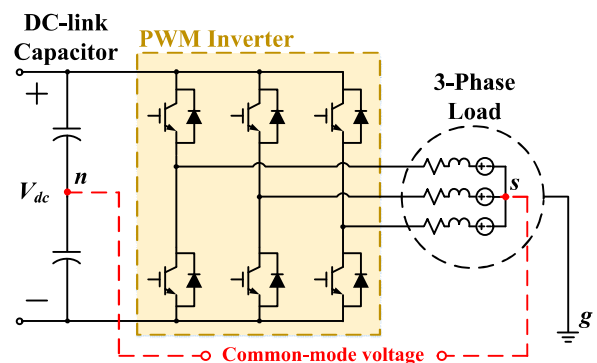 DC-link
Capacitor
PWM Inverter
3-Phase
Load
+
n
s
V_dc
−
g
Common-mode voltage